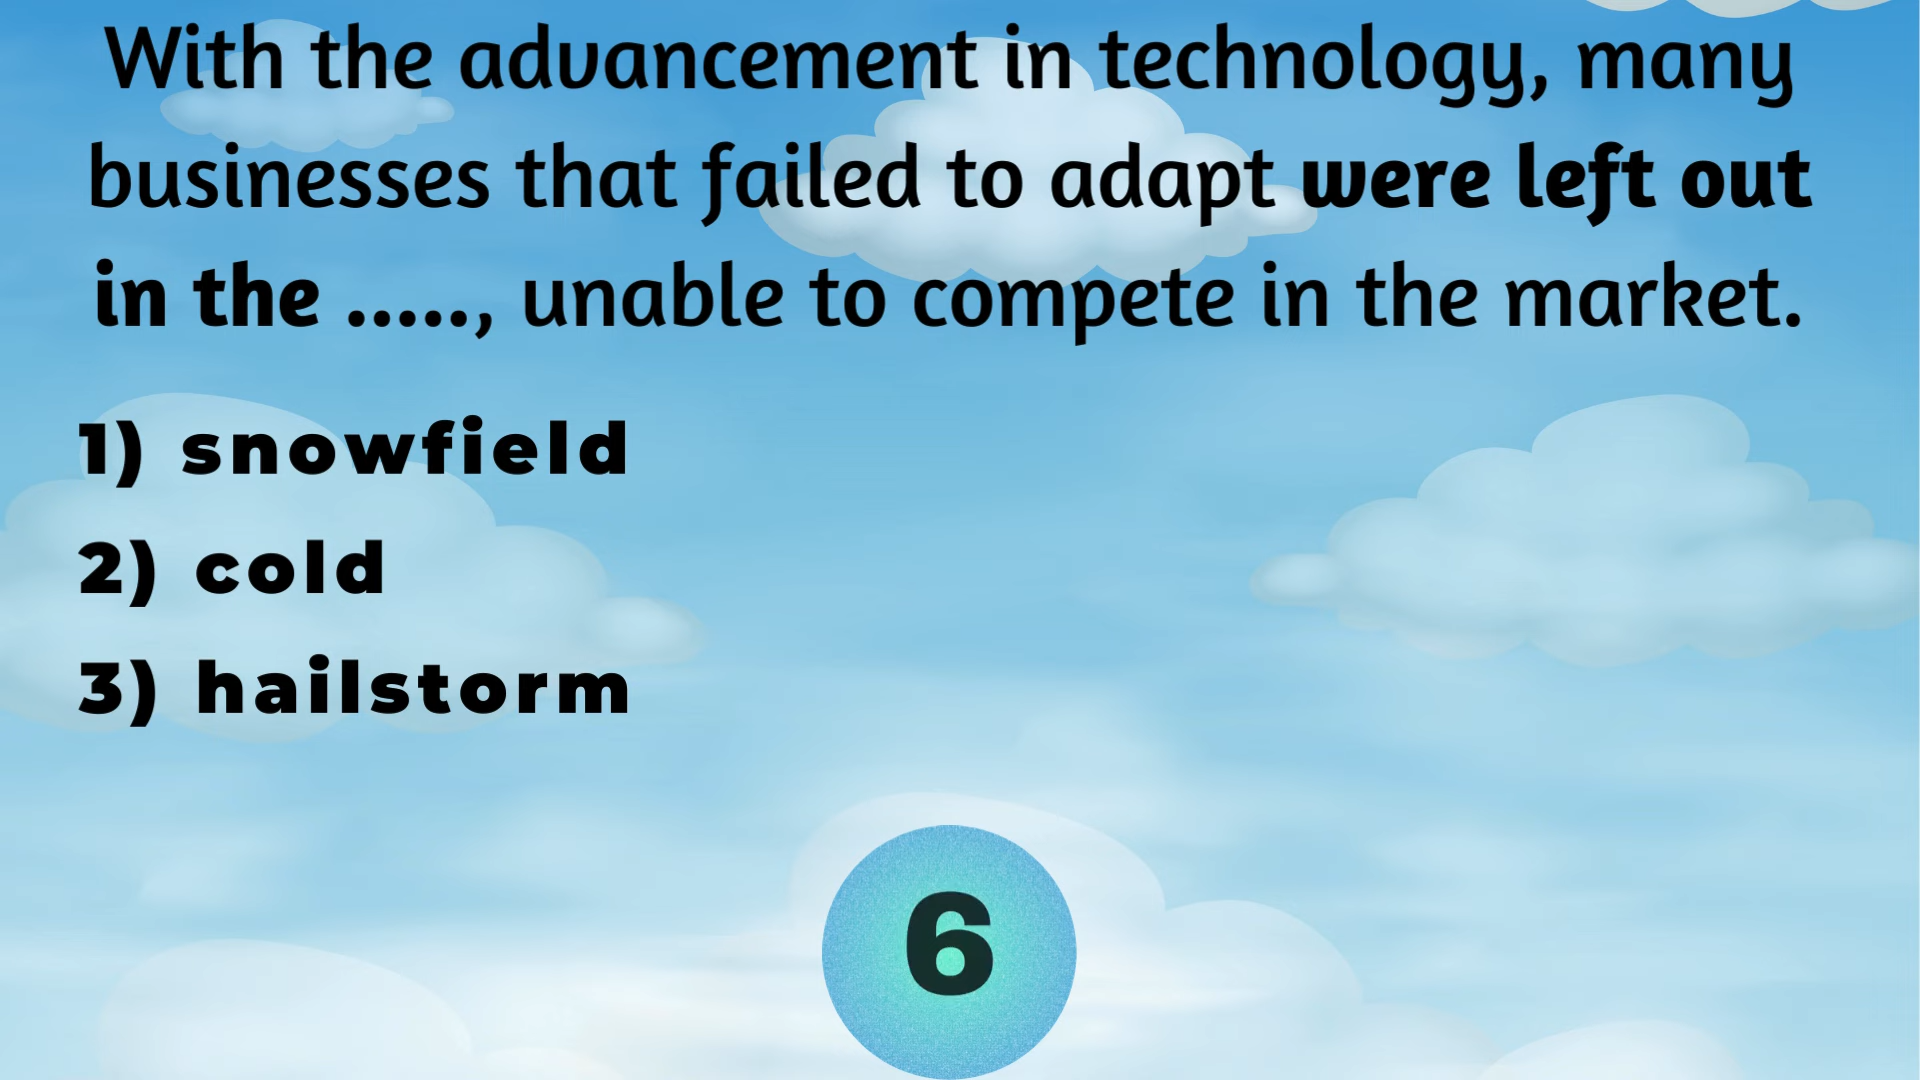 With the advancement in technology, many
businesses that failed to adapt were left out
in the ....., unable to compete in the market.
1) snowfield
2) cold
3) hailstorm
6